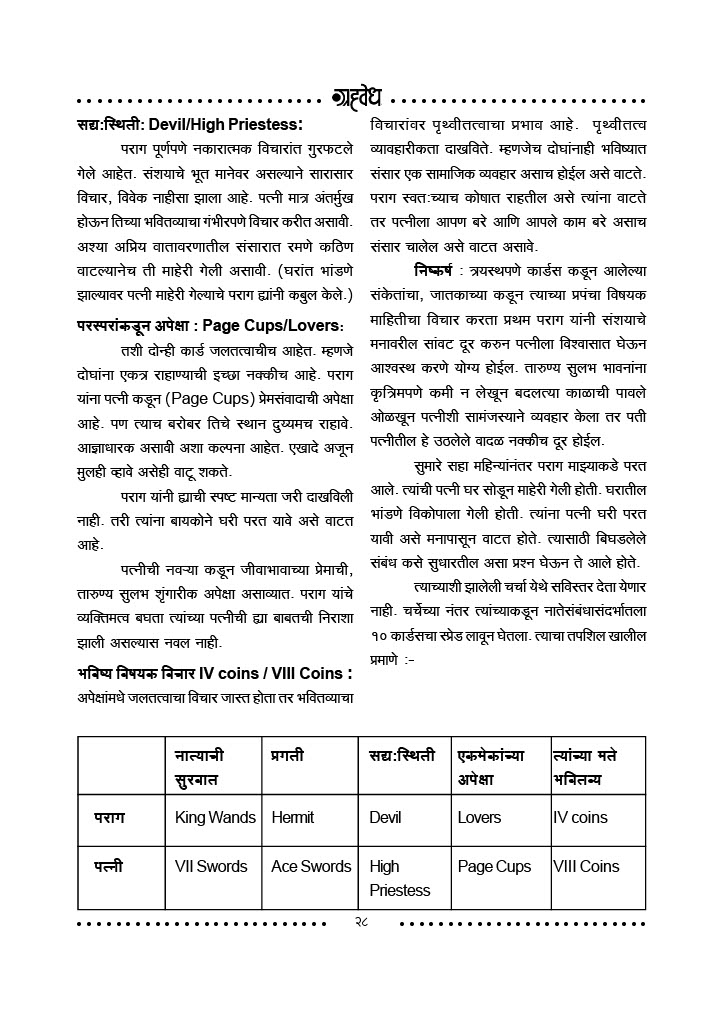 ग्रहवेध
सद्य:स्थिती: Devil/High Priestess:
पराग पूर्णपणे नकारात्मक विचारांत गुरफटले
गेले आहेत. संशयाचे भूत मानेवर असल्याने सारासार
विचार, विवेक नाहीसा झाला आहे. पत्नी मात्र अंतर्मुख
होऊन तिच्या भवितव्याचा गंभीरपणे विचार करीत असावी.
अश्या अप्रिय वातावरणातील संसारात रमणे कठिण
वाटल्यानेच ती माहेरी गेली असावी. (घरांत भांडणे
झाल्यावर पत्नी माहेरी गेल्याचे पराग ह्यांनी कबुल केले.)
परस्परांकडून अपेक्षा : Page Cups/Lovers:
तशी दोन्ही कार्ड जलतत्वाचीच आहेत. म्हणजे
दोघांना एकत्र राहाण्याची इच्छा नक्कीच आहे. पराग
यांना पत्नी कडून (Page Cups) प्रेमसंवादाची अपेक्षा
आहे. पण त्याच बरोबर तिचे स्थान दुय्यमच राहावे.
आज्ञाधारक असावी अशा कल्पना आहेत. एखादे अजून
मुलही व्हावे असेही वाटू शकते.
पराग यांनी ह्याची स्पष्ट मान्यता जरी दाखविली
नाही. तरी त्यांना बायकोने घरी परत यावे असे वाटत
आहे.
पत्नीची नवऱ्या कडून जीवाभावाच्या प्रेमाची,
तारुण्य सुलभ शृंगारीक अपेक्षा असाव्यात. पराग यांचे
व्यक्तिमत्व बघता त्यांच्या पत्नीची ह्या बाबतची निराशा
झाली असल्यास नवल नाही.
भविष्य विषयक विचार IV coins / VIII Coins :
अपेक्षांमधे जलतत्वाचा विचार जास्त होता तर भवितव्याचा
विचारांवर पृथ्वीतत्वाचा प्रभाव आहे. पृथ्वीतत्व
व्यावहारीकता दाखविते. म्हणजेच दोघांनाही भविष्यात
संसार एक सामाजिक व्यवहार असाच होईल असे वाटते.
पराग स्वत:च्याच कोषात राहतील असे त्यांना वाटते
तर पत्नीला आपण बरे आणि आपले काम बरे असाच
संसार चालेल असे वाटत असावे.
निष्कर्ष : त्रयस्थपणे कार्डस कडून आलेल्या
संकेतांचा, जातकाच्या कडून त्याच्या प्रपंचा विषयक
माहितीचा विचार करता प्रथम पराग यांनी संशयाचे
मनावरील सांवट दूर करुन पत्नीला विश्वासात घेऊन
आश्वस्थ करणे योग्य होईल. तारुण्य सुलभ भावनांना
कृत्रिमपणे कमी न लेखून बदलत्या काळाची पावले
ओळखून पत्नीशी सामंजस्याने व्यवहार केला तर पती
पत्नीतील हे उठलेले वादळ नक्कीच दूर होईल.
सुमारे सहा महिन्यांनंतर पराग माझ्याकडे परत
आले. त्यांची पत्नी घर सोडून माहेरी गेली होती. घरातील
भांडणे विकोपाला गेली होती. त्यांना पत्नी घरी परत
यावी असे मनापासून वाटत होते. त्यासाठी बिघडलेले
संबंध कसे सुधारतील असा प्रश्न घेऊन ते आले होते.
त्याच्याशी झालेली चर्चा येथे सविस्तर देता येणार
नाही. चर्चेच्या नंतर त्यांच्याकडून नातेसंबंधासंदर्भातला
१० कार्डसचा स्प्रेड लावून घेतला. त्याचा तपशिल खालील
प्रमाणे :-
नात्याची प्रगती सद्य:स्थिती एकमेकांच्या त्यांच्या मते
सुरवात अपेक्षा भवितव्य
पराग King Wands Hermit Devil Lovers IV coins
पत्नी VII Swords Ace Swords High Page Cups VIII Coins
Priestess
२८